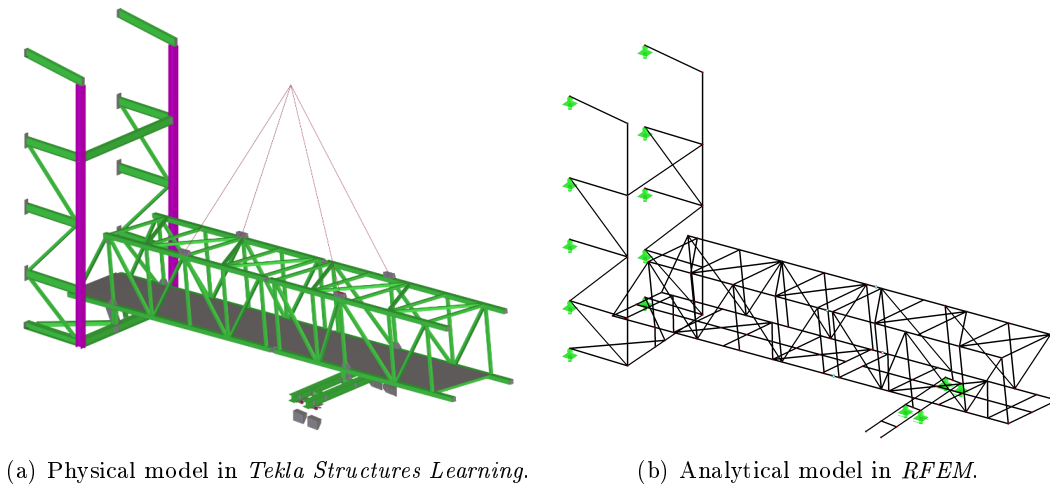 (a) Physical model in Tekla Structures Learning.
(b) Analytical model in RFEM.